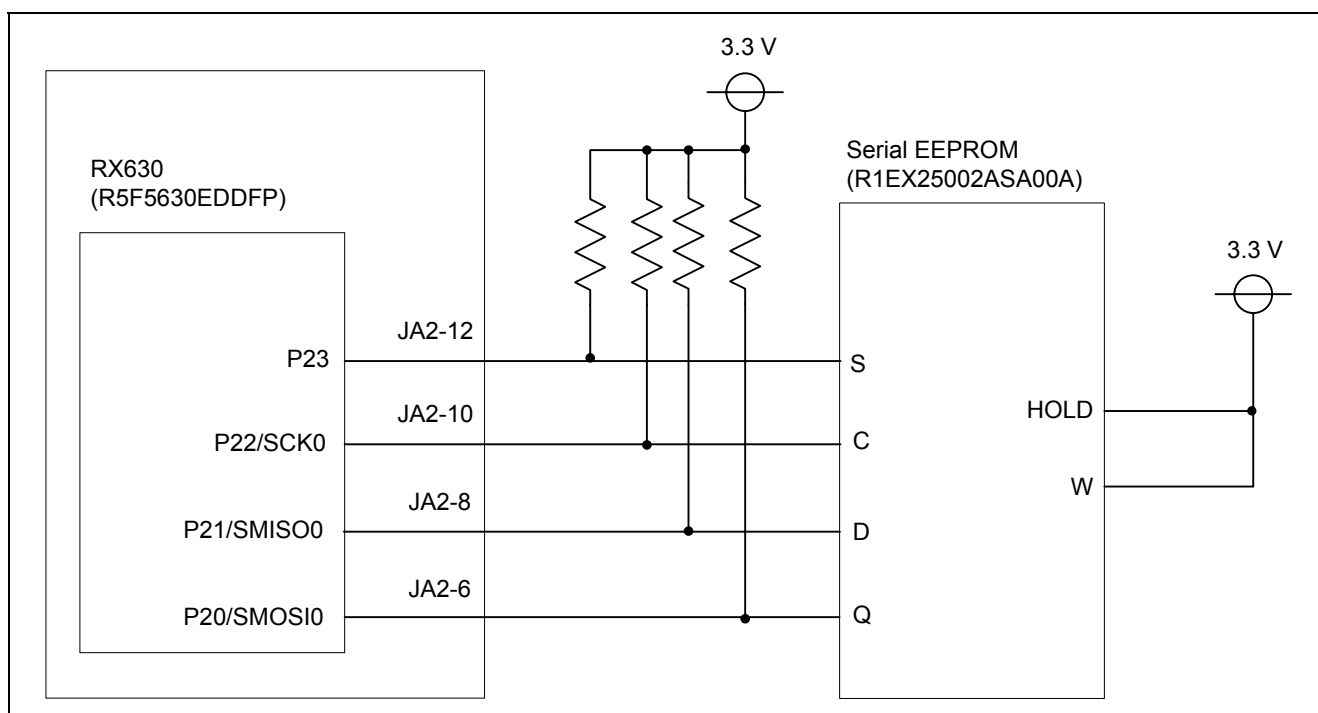 3.3 V
RX630
(R5F5630EDDFP)
Serial EEPROM
(R1EX25002ASA00A)
3.3 V
P23
JA2-12
S
HOLD
P22/SCK0
JA2-10
C
W
P21/SMISO0
JA2-8
D
P20/SMOSI0
JA2-6
Q